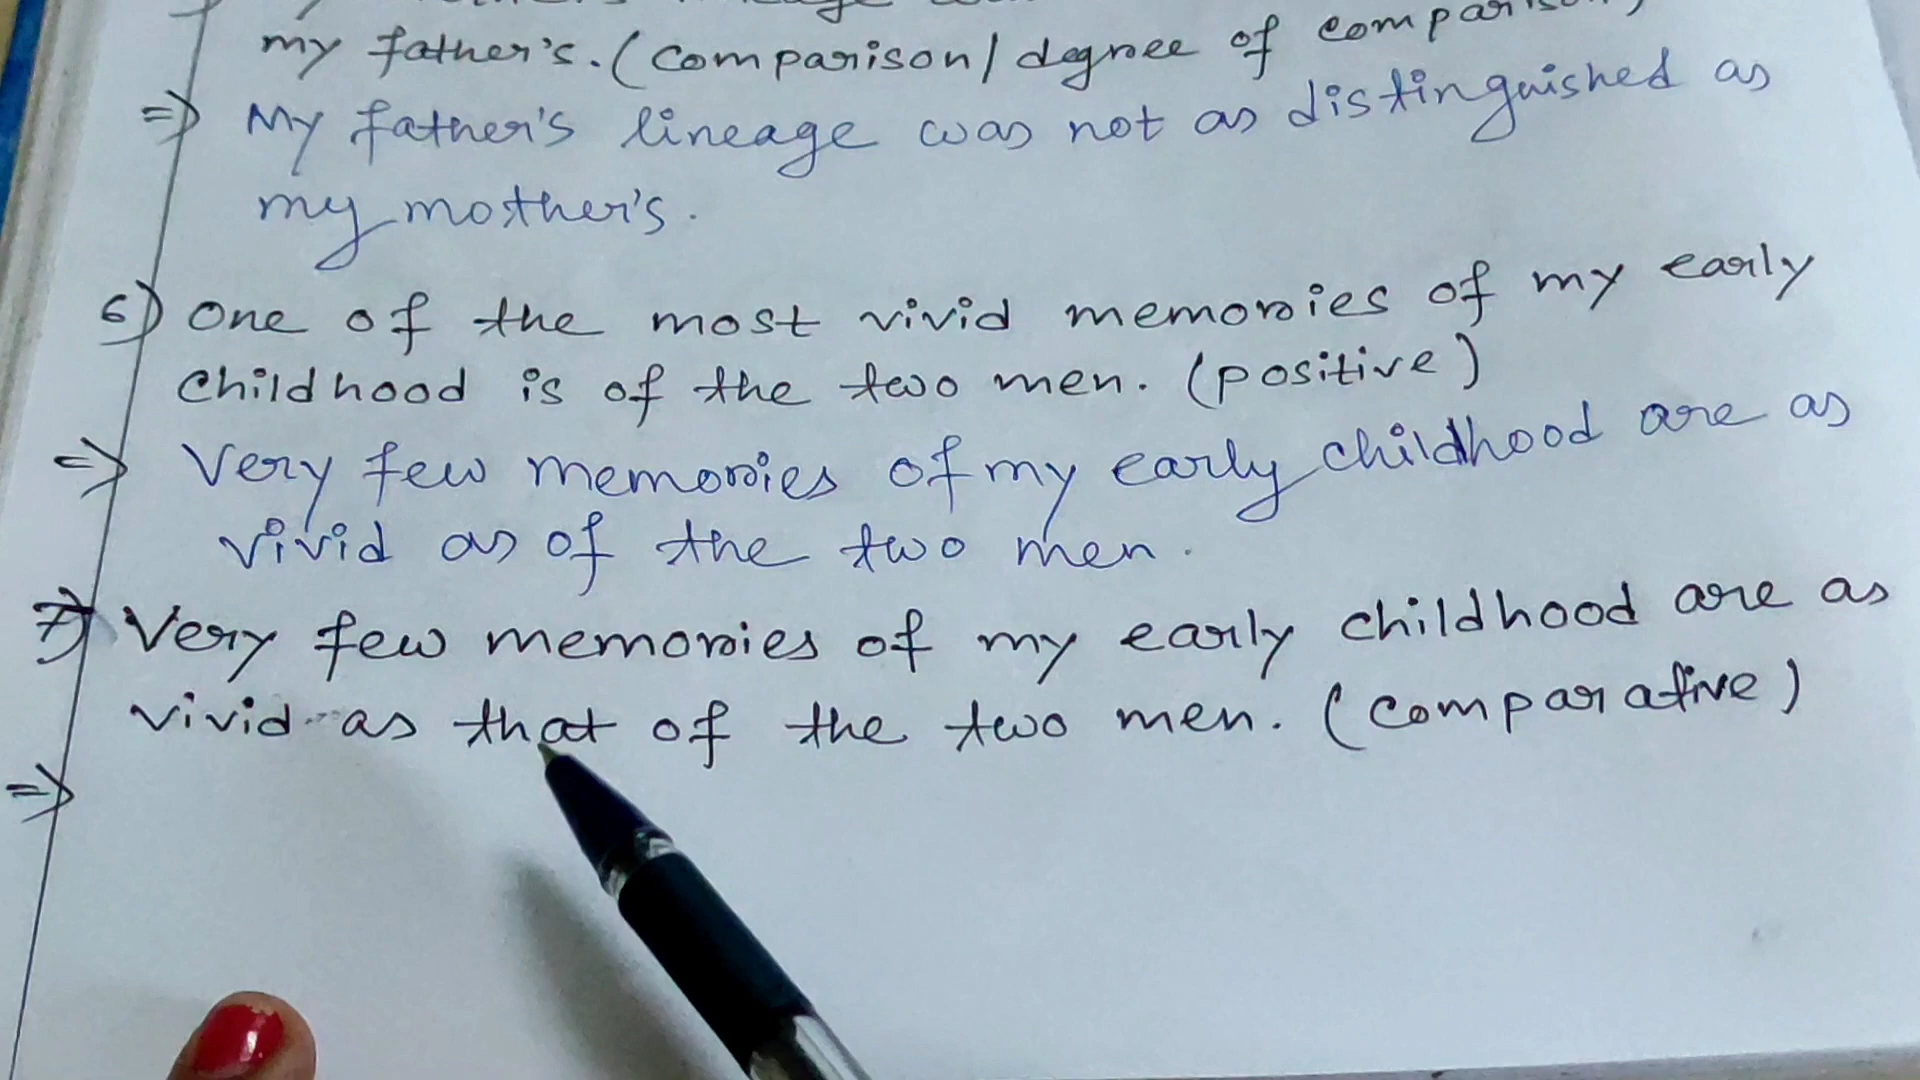 my father's. (comparison/degree of comparison)
=> My father's lineage was not as distinguished as
my mother's.
6) One of the most vivid memories of my early
childhood is of the two men. (positive)
=> Very few memories of my early childhood are as
vivid as of the two men.
7) Very few memories of my early childhood are as
vivid as that of the two men. (comparative)
=>